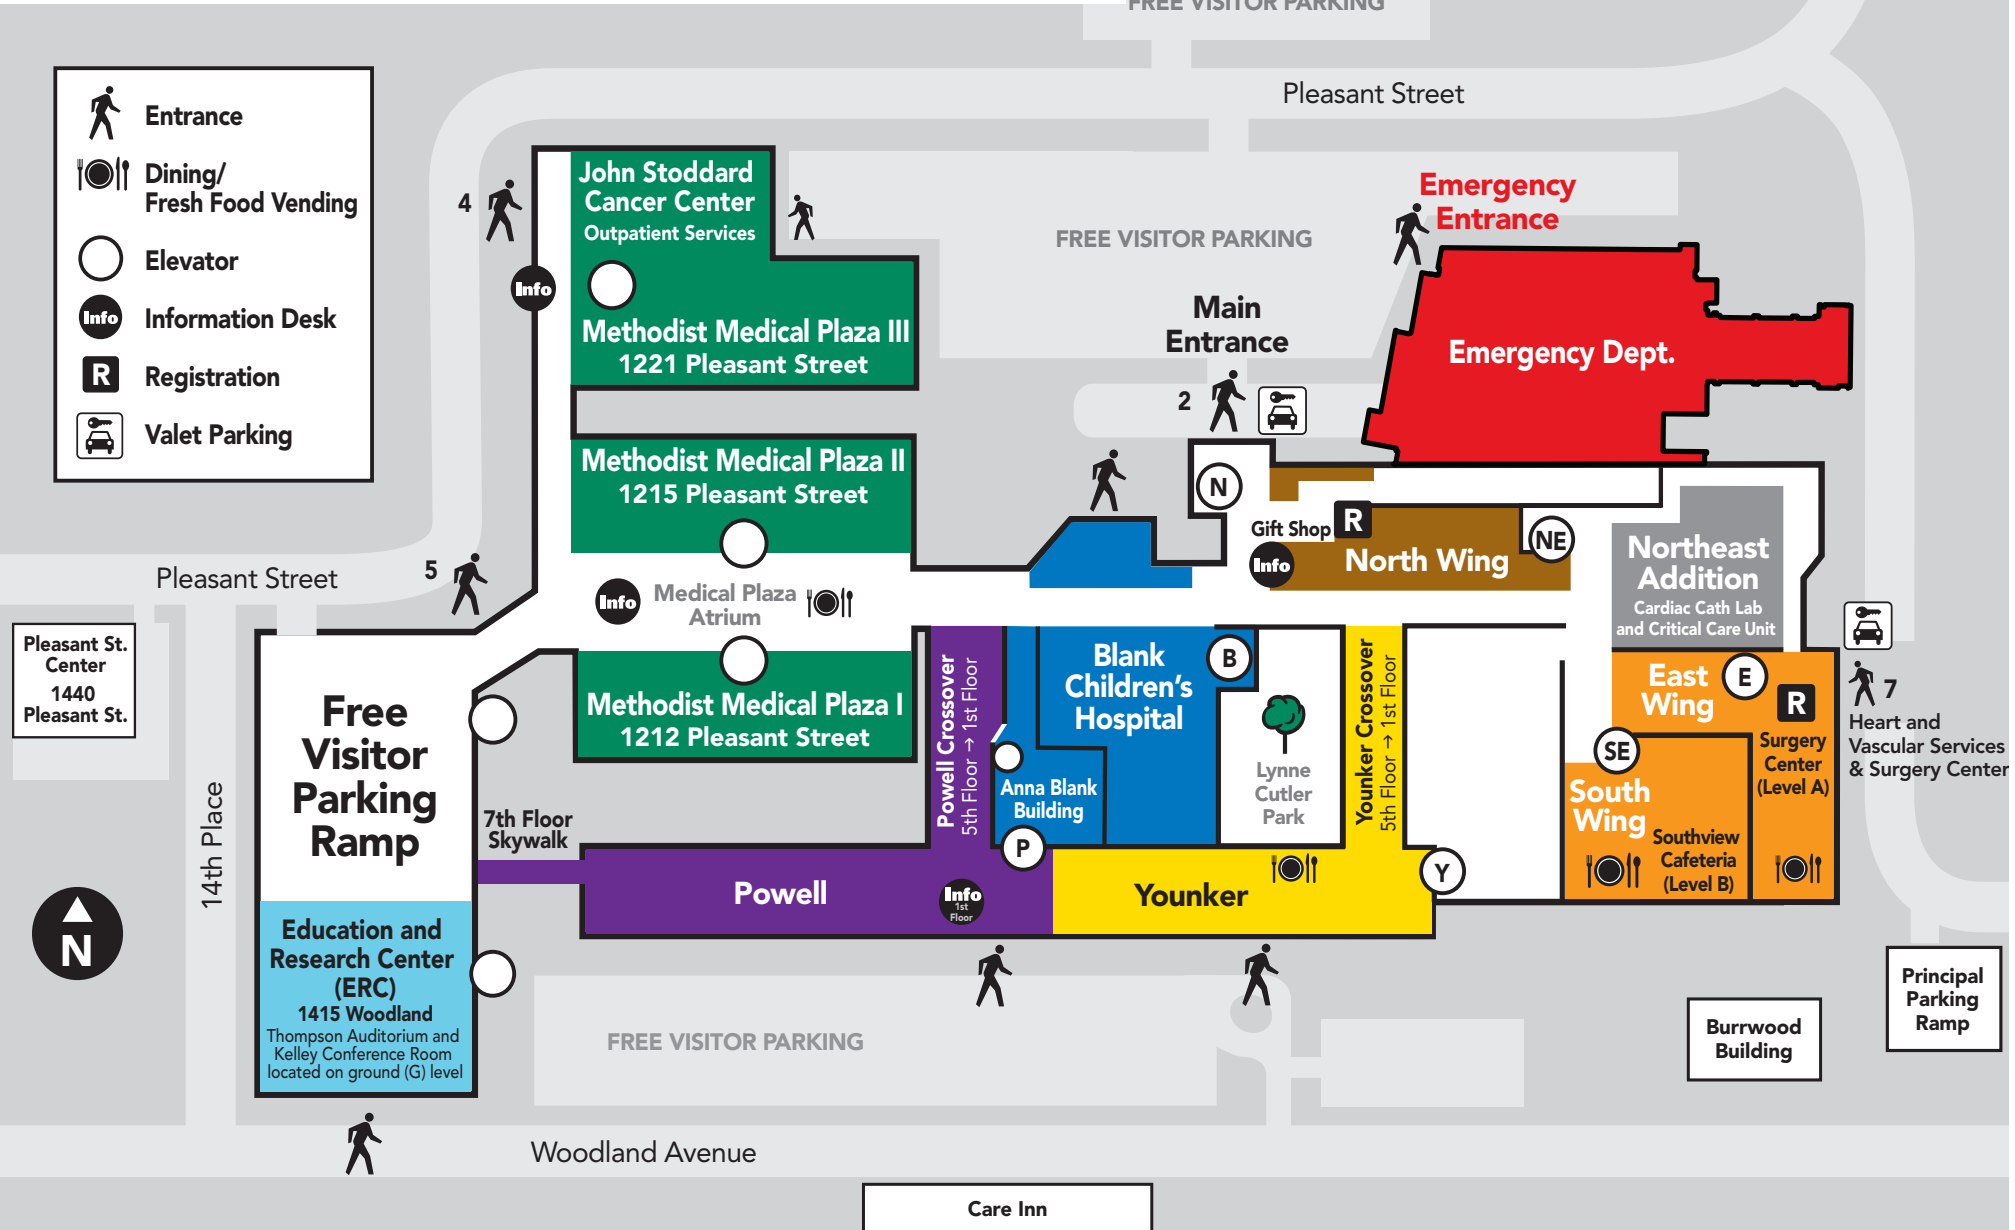 FREE VISITOR PARKING
Pleasant Street
Entrance
Dining/
Fresh Food Vending
Elevator
Info
Information Desk
R
Registration
Valet Parking
4
John Stoddard
Cancer Center
Outpatient Services
Info
Methodist Medical Plaza III
1221 Pleasant Street
FREE VISITOR PARKING
Emergency
Entrance
Emergency Dept.
Main
Entrance
2
Methodist Medical Plaza II
1215 Pleasant Street
N
Gift Shop
R
Info
North Wing
NE
Northeast
Addition
Cardiac Cath Lab
and Critical Care Unit
Pleasant Street
5
Info
Medical Plaza
Atrium
Pleasant St.
Center
1440
Pleasant St.
Free
Visitor
Parking
Ramp
Methodist Medical Plaza I
1212 Pleasant Street
Powell Crossover
5th Floor → 1st Floor
Blank
Children's
Hospital
B
Anna Blank
Building
Lynne
Cutler
Park
Younker Crossover
5th Floor → 1st Floor
East
Wing
E
R
7
Heart and
Vascular Services
& Surgery Center
Surgery
Center
(Level A)
SE
South
Wing
Southview
Cafeteria
(Level B)
14th Place
7th Floor
Skywalk
P
Powell
Info
1st
Floor
Younker
Y
N
Education and
Research Center
(ERC)
1415 Woodland
Thompson Auditorium and
Kelley Conference Room
located on ground (G) level
FREE VISITOR PARKING
Principal
Parking
Ramp
Burrwood
Building
Woodland Avenue
Care Inn